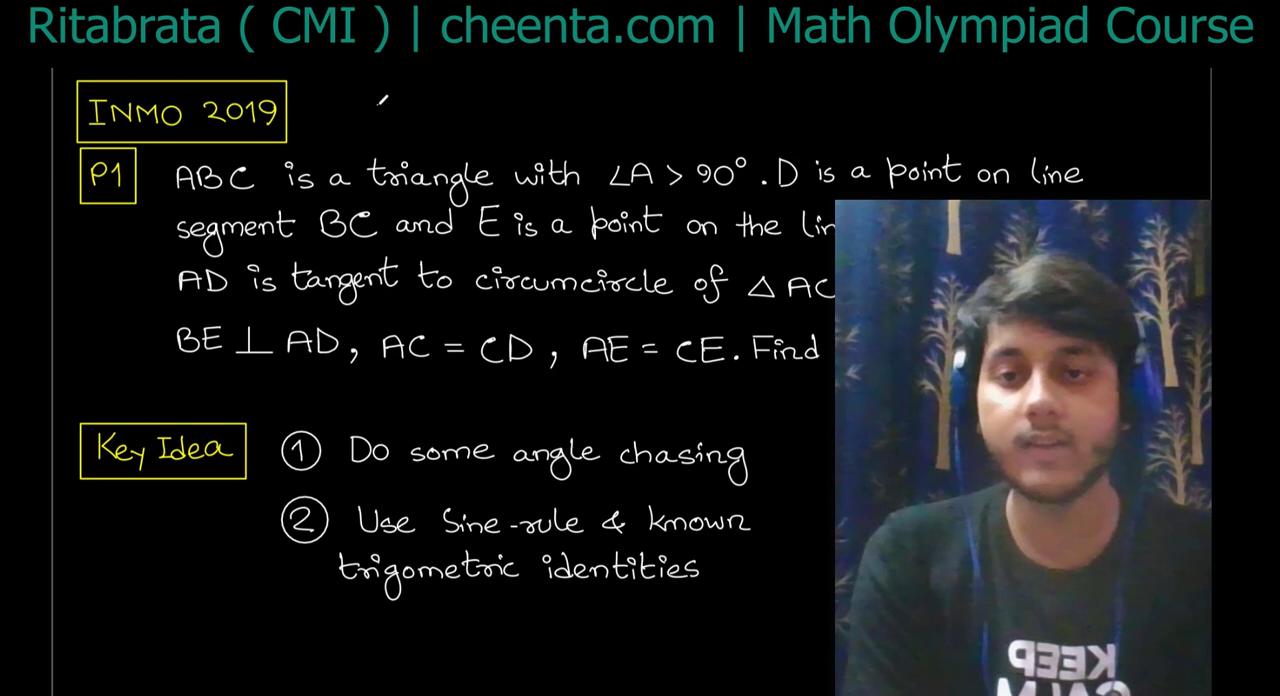 Ritabrata ( CMI ) | cheenta.com | Math Olympiad Course
INMO 2019
P1 ABC is a triangle with ∠A > 90°. D is a point on line
segment BC and E is a point on the
AD is tangent to circumcircle of △ AC
BE ⊥ AD, AC = CD, AE = CE. Find
Key Idea ① Do some angle chasing
② Use Sine-rule & known
trigometric identities
KEEP